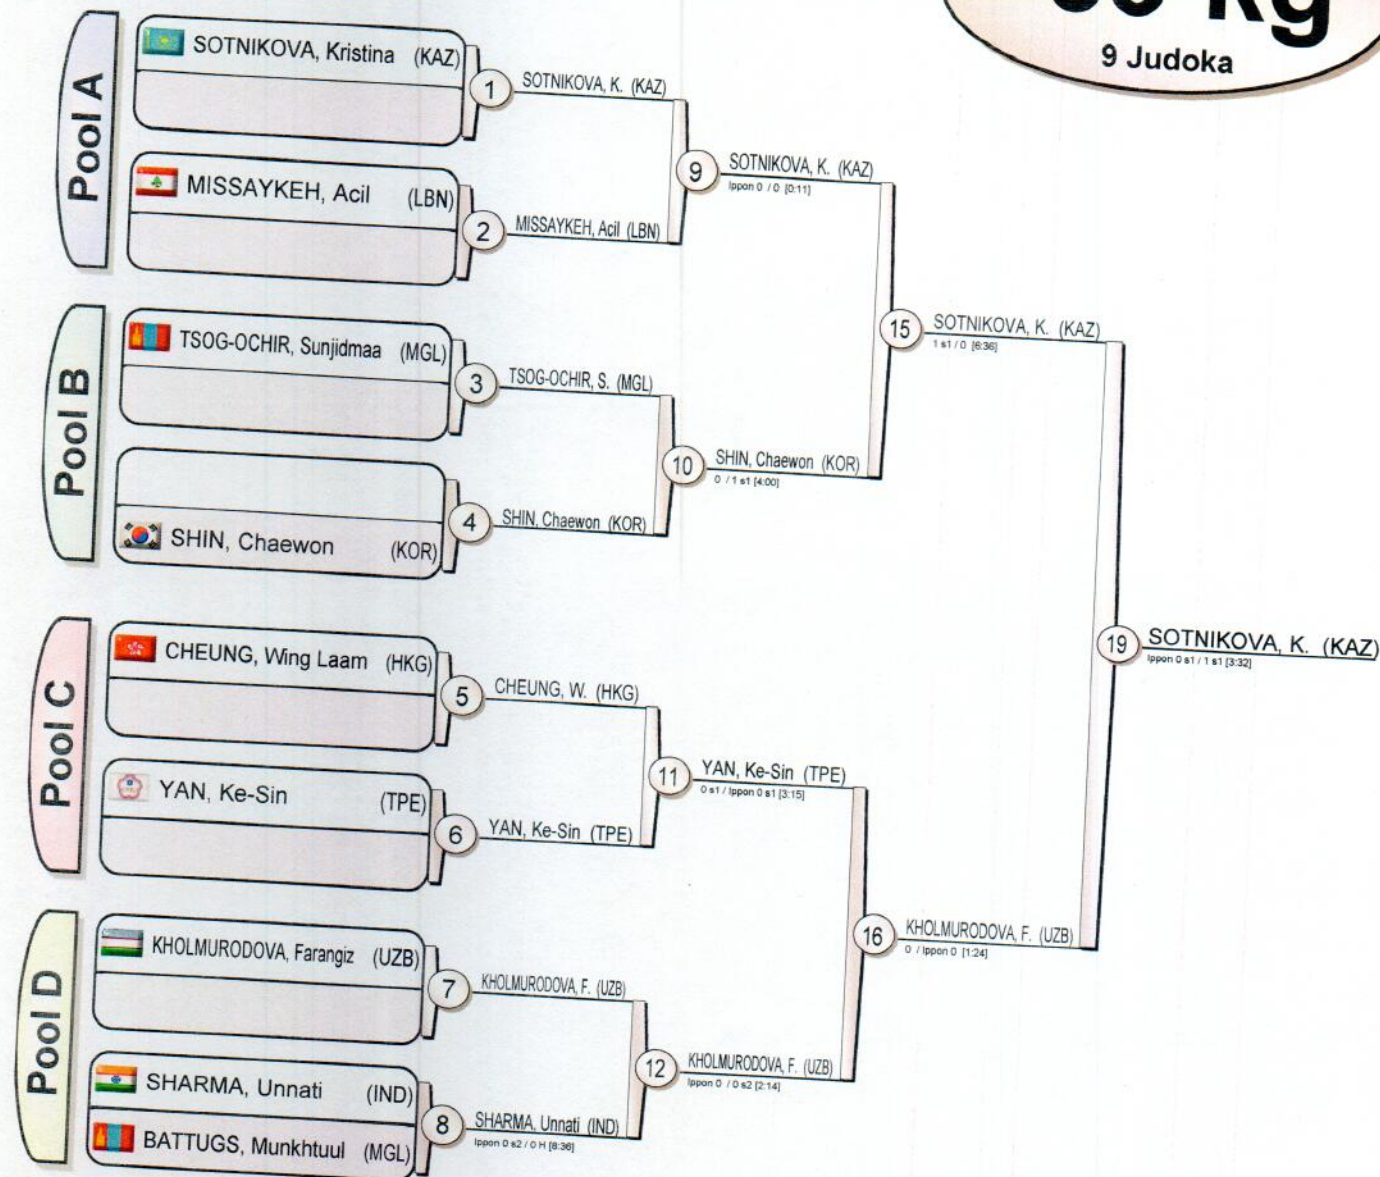 kg
9 Judoka
Pool A
SOTNIKOVA, Kristina (KAZ)
MISSAYKEH, Acil (LBN)
1
SOTNIKOVA, K. (KAZ)
2
MISSAYKEH, Acil (LBN)
9
SOTNIKOVA, K. (KAZ)
Ippon 0 / 0 [0:11]
Pool B
TSOG-OCHIR, Sunjidmaa (MGL)
SHIN, Chaewon (KOR)
3
TSOG-OCHIR, S. (MGL)
4
SHIN, Chaewon (KOR)
10
SHIN, Chaewon (KOR)
0 / 1 s1 [4:00]
15
SOTNIKOVA, K. (KAZ)
1 s1 / 0 [6:36]
Pool C
CHEUNG, Wing Laam (HKG)
YAN, Ke-Sin (TPE)
5
CHEUNG, W. (HKG)
6
YAN, Ke-Sin (TPE)
11
YAN, Ke-Sin (TPE)
0 s1 / Ippon 0 s1 [3:15]
Pool D
KHOLMURODOVA, Farangiz (UZB)
SHARMA, Unnati (IND)
BATTUGS, Munkhtuul (MGL)
7
KHOLMURODOVA, F. (UZB)
8
SHARMA, Unnati (IND)
Ippon 0 s2 / 0 H [8:36]
12
KHOLMURODOVA, F. (UZB)
Ippon 0 / 0 s2 [2:14]
16
KHOLMURODOVA, F. (UZB)
0 / Ippon 0 [1:24]
19
SOTNIKOVA, K. (KAZ)
Ippon 0 s1 / 1 s1 [3:32]